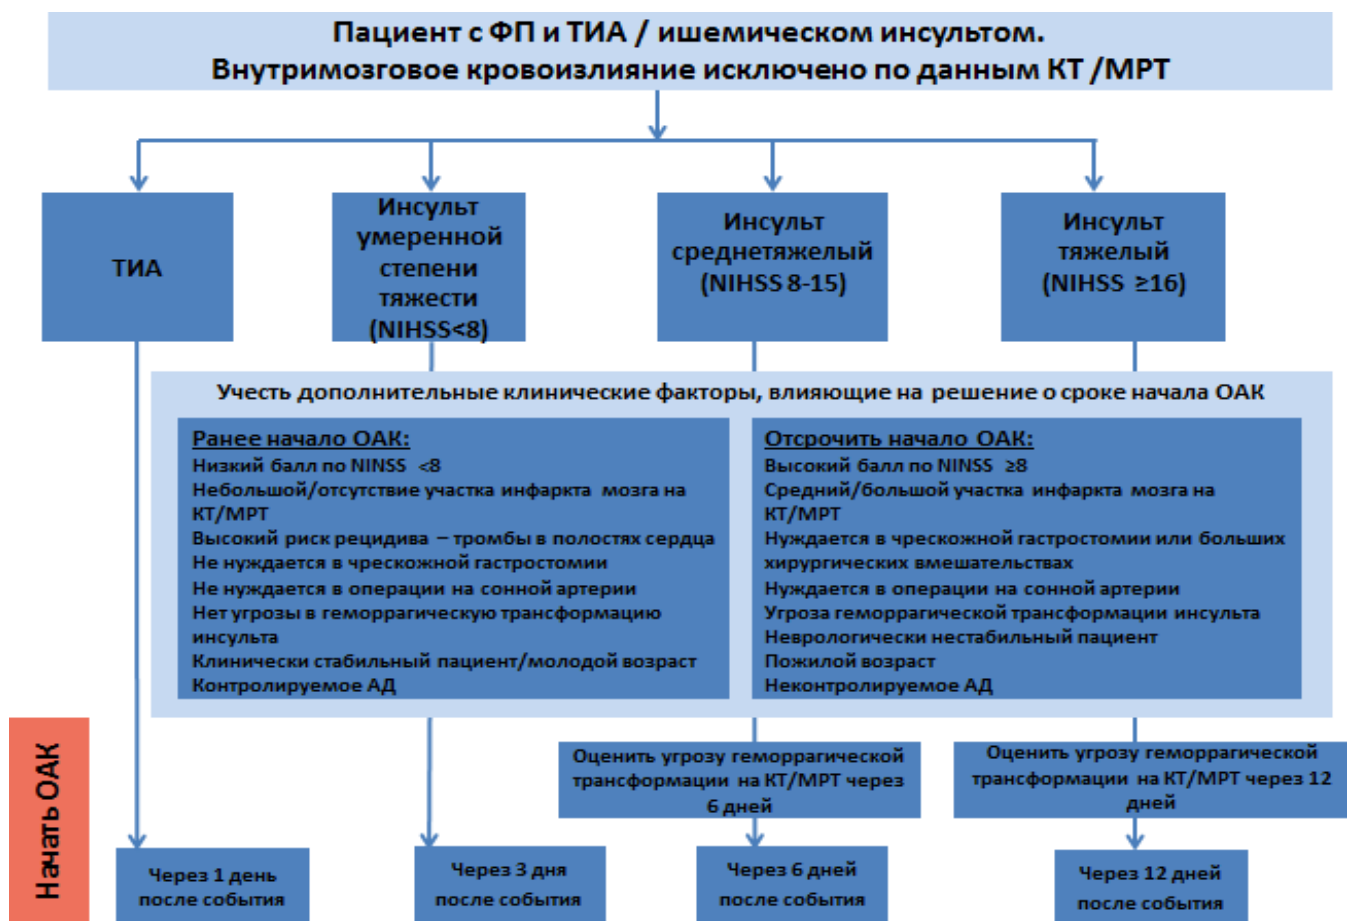 Пациент с ФП и ТИА / ишемическом инсультом.
Внутримозговое кровоизлияние исключено по данным КТ /МРТ
ТИА
Инсульт
умеренной
степени
тяжести
(NIHSS<8)
Инсульт
среднетяжелый
(NIHSS 8-15)
Инсульт
тяжелый
(NIHSS ≥16)
Учесть дополнительные клинические факторы, влияющие на решение о сроке начала ОАК
Ранее начало ОАК:
Низкий балл по NINSS <8
Небольшой/отсутствие участка инфаркта мозга на
КТ/МРТ
Высокий риск рецидива – тромбы в полостях сердца
Не нуждается в чрескожной гастростомии
Не нуждается в операции на сонной артерии
Нет угрозы в геморрагическую трансформацию
инсульта
Клинически стабильный пациент/молодой возраст
Контролируемое АД
Отсрочить начало ОАК:
Высокий балл по NINSS ≥8
Средний/большой участка инфаркта мозга на
КТ/МРТ
Нуждается в чрескожной гастростомии или больших
хирургических вмешательствах
Нуждается в операции на сонной артерии
Угроза геморрагической трансформации инсульта
Неврологически нестабильный пациент
Пожилой возраст
Неконтролируемое АД
Оценить угрозу геморрагической
трансформации на КТ/МРТ через
6 дней
Оценить угрозу геморрагической
трансформации на КТ/МРТ через 12
дней
Начать ОАК
Через 1 день
после события
Через 3 дня
после события
Через 6 дней
после события
Через 12 дней
после события